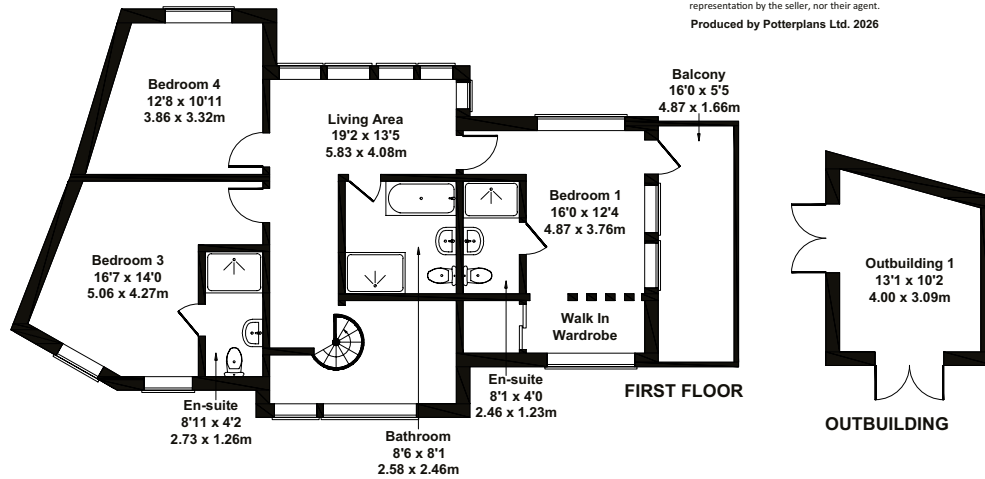 representation by the seller, nor their agent.
Produced by Potterplans Ltd. 2026
Balcony
16'0 x 5'5
4.87 x 1.66m
Bedroom 4
12'8 x 10'11
3.86 x 3.32m
Living Area
19'2 x 13'5
5.83 x 4.08m
Bedroom 1
16'0 x 12'4
4.87 x 3.76m
Bedroom 3
16'7 x 14'0
5.06 x 4.27m
Outbuilding 1
13'1 x 10'2
4.00 x 3.09m
Walk In
Wardrobe
En-suite
8'11 x 4'2
2.73 x 1.26m
Bathroom
8'6 x 8'1
2.58 x 2.46m
En-suite
8'1 x 4'0
2.46 x 1.23m
FIRST FLOOR
OUTBUILDING